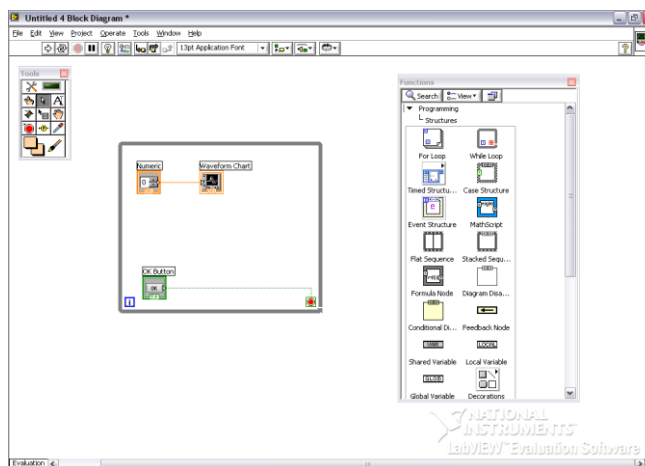 Untitled 4 Block Diagram *
File Edit View Project Operate Tools Window Help
13pt Application Font
Tools
Functions
Search View
Programming
Structures
Numeric
Waveform Chart
OK Button
OK
i
For Loop While Loop
Timed Structu... Case Structure
Event Structure MathScript
Flat Sequence Stacked Sequ...
Formula Node Diagram Disa...
Conditional Di... Feedback Node
Shared Variable Local Variable
Global Variable Decorations
NATIONAL
INSTRUMENTS
LabVIEW™ Evaluation Software
Evaluation